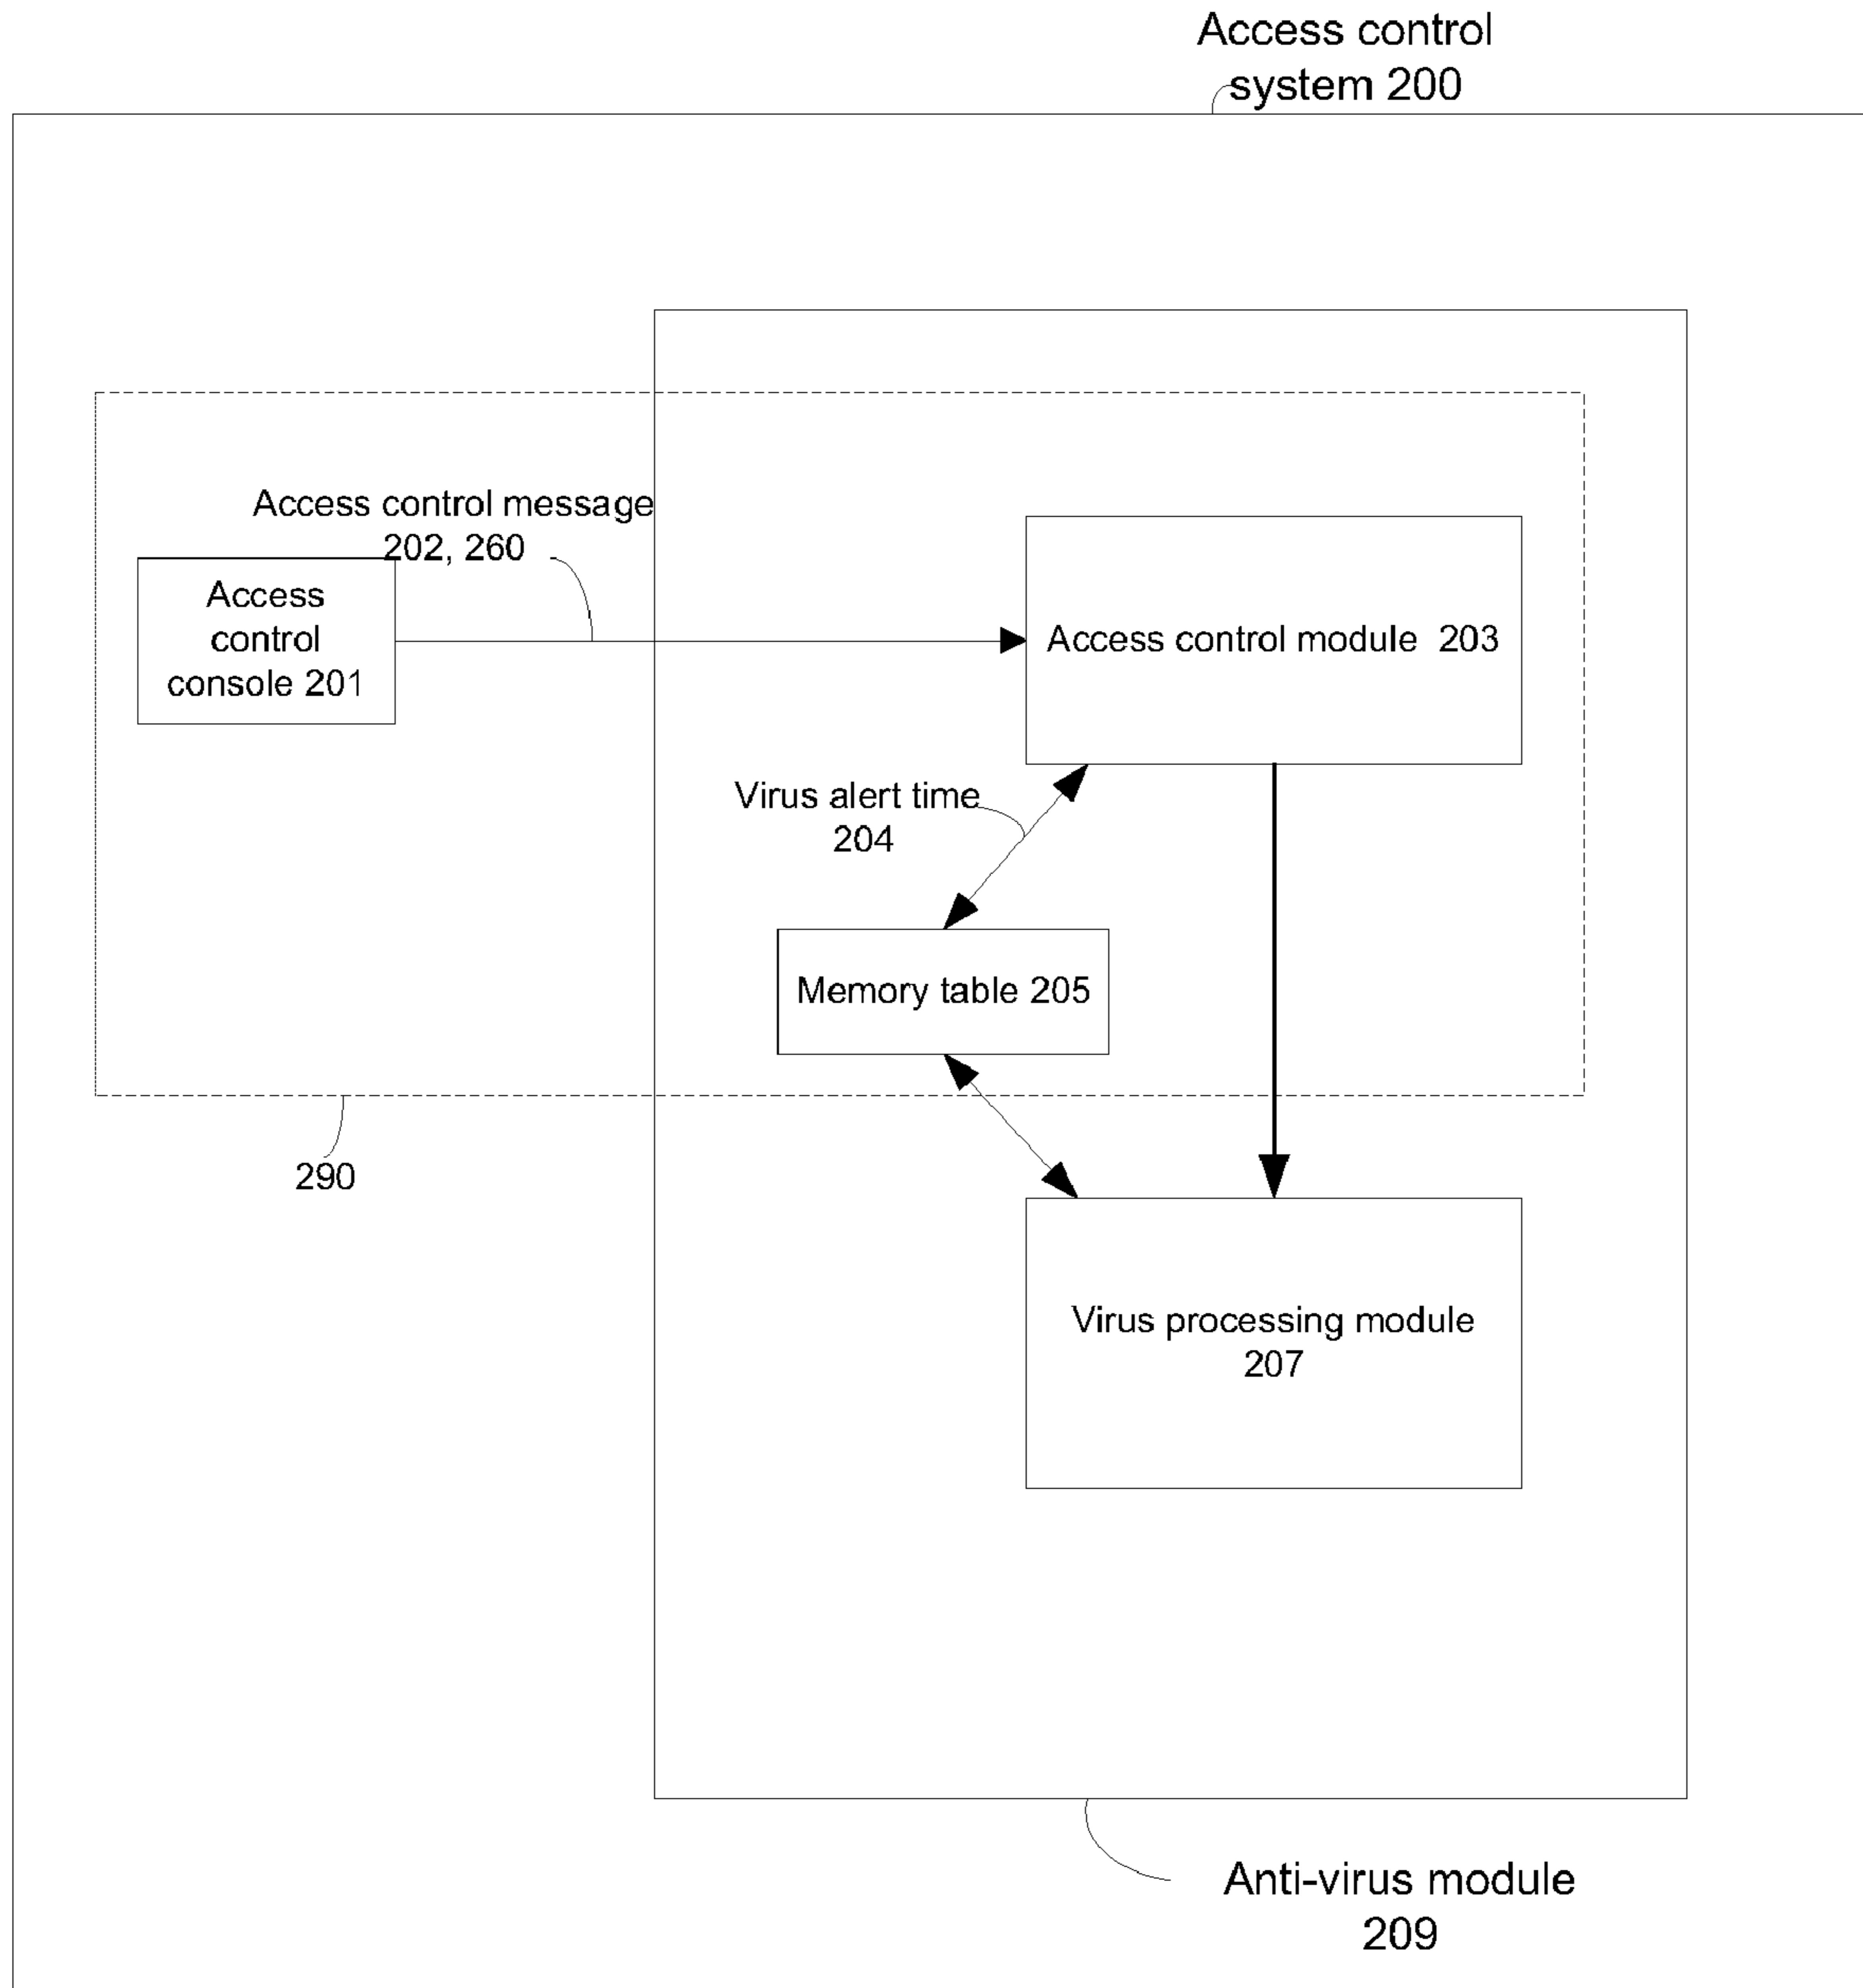 Access control
system 200
Access control message
202, 260
Access
control
console 201
Access control module 203
Virus alert time
204
Memory table 205
290
Virus processing module
207
Anti-virus module
209